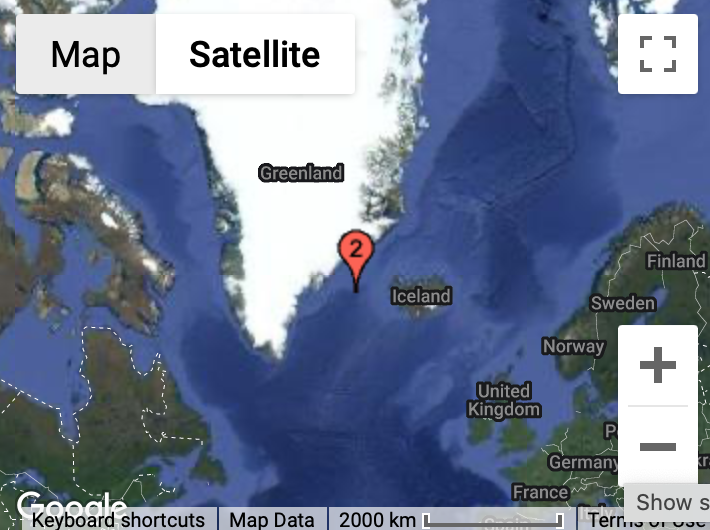 Map
Satellite
Greenland
2
Iceland
Finland
Sweden
Norway
United
Kingdom
Germany
France
Google
Show s
Keyboard shortcuts
Map Data
2000 km
Terms of Use